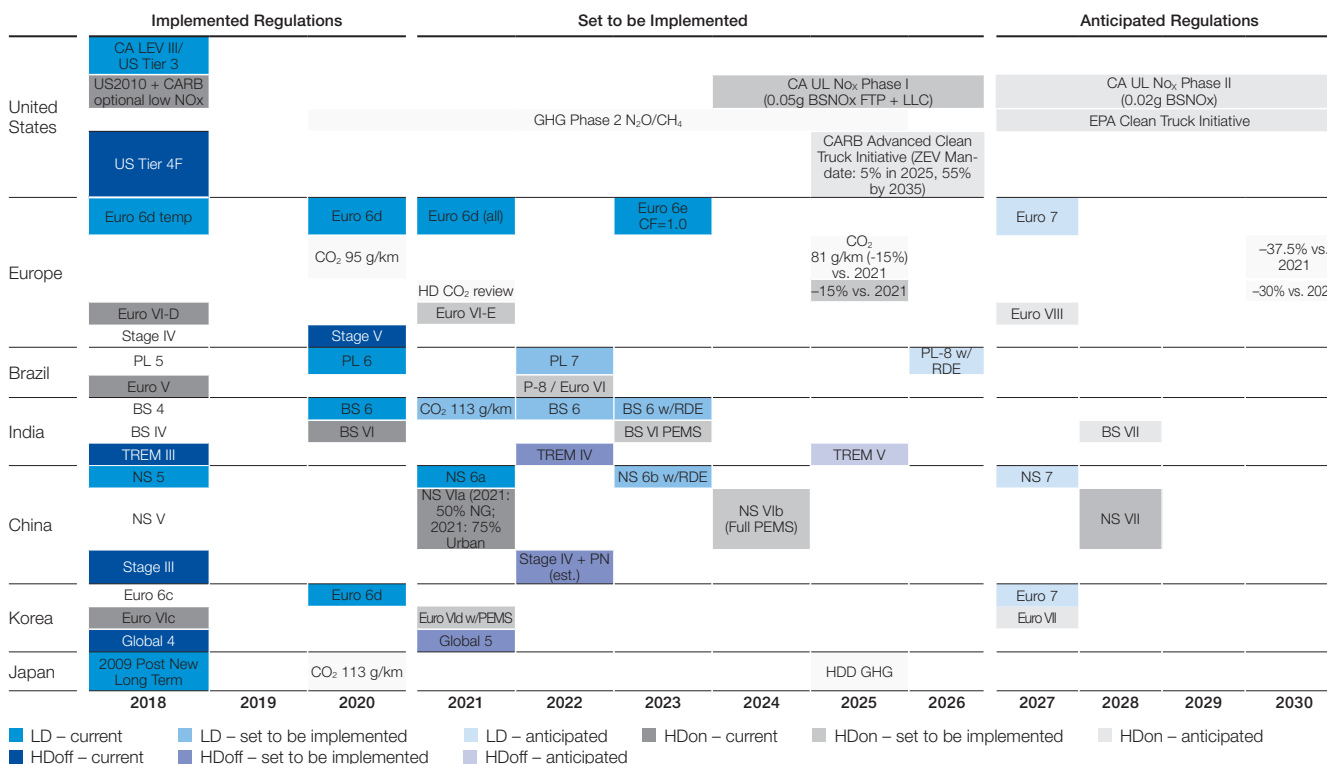 Implemented Regulations
Set to be Implemented
Anticipated Regulations
United
States
CA LEV III/
US Tier 3
US2010 + CARB
optional low NOx
CA UL Noₓ Phase I
(0.05g BSNOx FTP + LLC)
CA UL Noₓ Phase II
(0.02g BSNOx)
GHG Phase 2 N₂O/CH₄
EPA Clean Truck Initiative
US Tier 4F
CARB Advanced Clean
Truck Initiative (ZEV Man-
date: 5% in 2025, 55%
by 2035)
Europe
Euro 6d temp
Euro 6d
Euro 6d (all)
Euro 6e
CF=1.0
Euro 7
CO₂ 95 g/km
CO₂
81 g/km (-15%)
vs. 2021
–37.5% vs.
2021
HD CO₂ review
–15% vs. 2021
–30% vs. 202
Euro VI-D
Euro VI-E
Euro VIII
Stage IV
Stage V
Brazil
PL 5
PL 6
PL 7
PL-8 w/
RDE
Euro V
P-8 / Euro VI
India
BS 4
BS 6
CO₂ 113 g/km
BS 6
BS 6 w/RDE
BS IV
BS VI
BS VI PEMS
BS VII
TREM III
TREM IV
TREM V
China
NS 5
NS 6a
NS 6b w/RDE
NS 7
NS V
NS VIa (2021:
50% NG;
2021: 75%
Urban
NS VIb
(Full PEMS)
NS VII
Stage III
Stage IV + PN
(est.)
Korea
Euro 6c
Euro 6d
Euro 7
Euro VIc
Euro VId w/PEMS
Euro VII
Global 4
Global 5
Japan
2009 Post New
Long Term
CO₂ 113 g/km
HDD GHG
2018 2019 2020 2021 2022 2023 2024 2025 2026 2027 2028 2029 2030
LD – current
LD – set to be implemented
LD – anticipated
HDon – current
HDon – set to be implemented
HDon – anticipated
HDoff – current
HDoff – set to be implemented
HDoff – anticipated